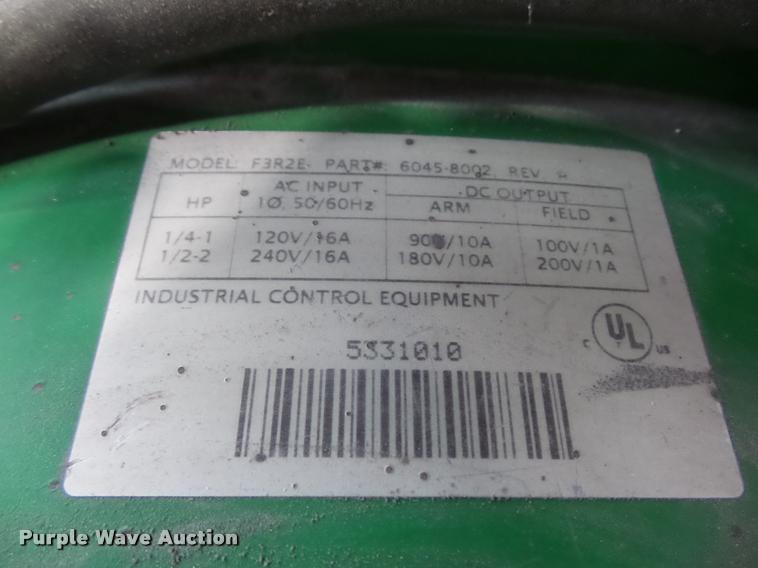 MODEL: F3R2E PART#: 6045-8002 REV.
AC INPUT DC OUTPUT
HP 1Ø, 50/60Hz ARM FIELD
1/4-1 120V/16A 90V/10A 100V/1A
1/2-2 240V/16A 180V/10A 200V/1A
INDUSTRIAL CONTROL EQUIPMENT
C UL US
5331010
Purple Wave Auction